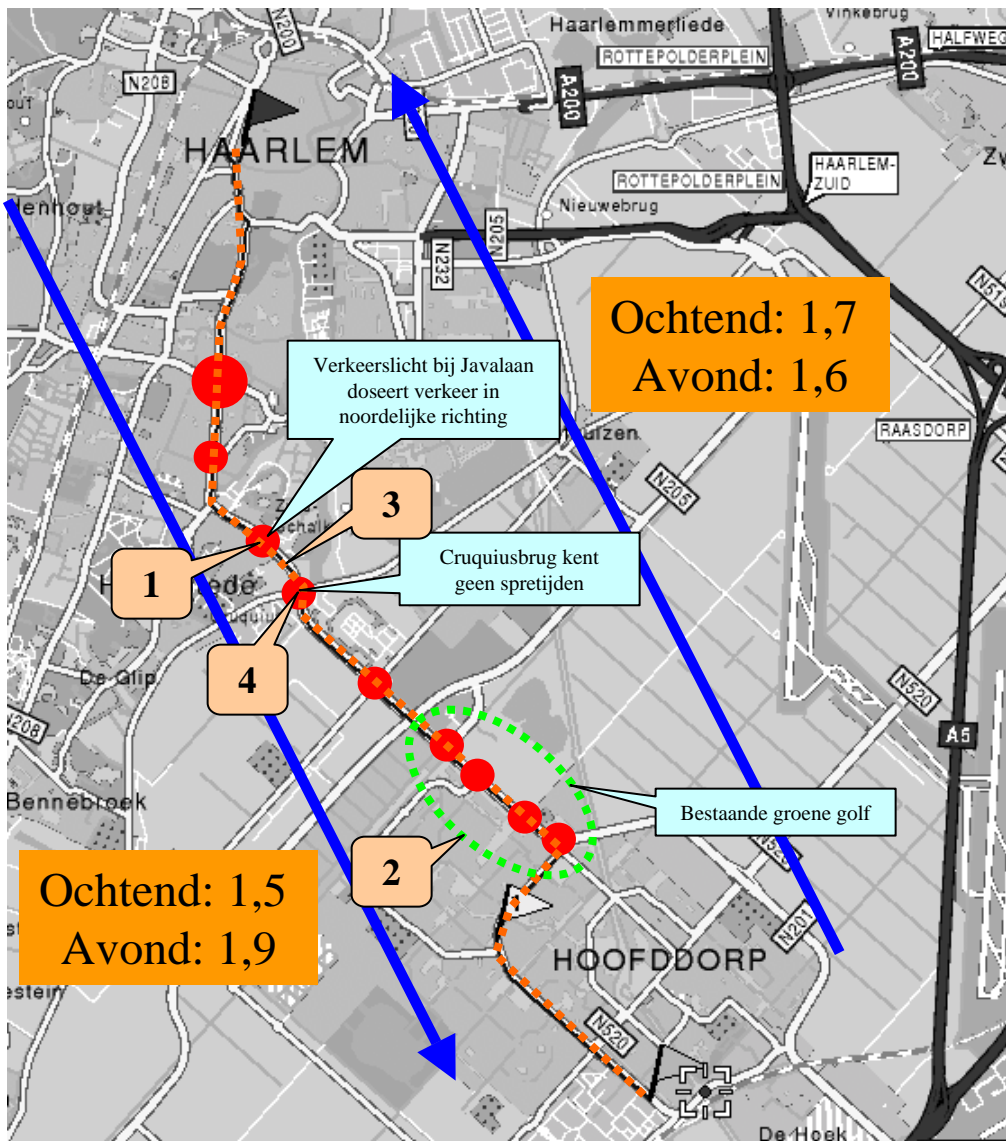 Haarlemmerliede
Vinkebrug
N200
ROTTEPOLDERPLEIN
HALFWEG
A200
A200
N208
HAARLEM
HAARLEM-
ZUID
ROTTEPOLDERPLEIN
Nieuwebrug
N205
N232
Ochtend: 1,7
Avond: 1,6
Verkeerslicht bij Javalaan
doseert verkeer in
noordelijke richting
RAASDORP
N205
3
1
Cruquiusbrug kent
geen spretijden
4
De Glip
N208
N520
A5
Bennebroek
Bestaande groene golf
2
N520
Ochtend: 1,5
Avond: 1,9
N201
HOOFDDORP
N520
De Hoek